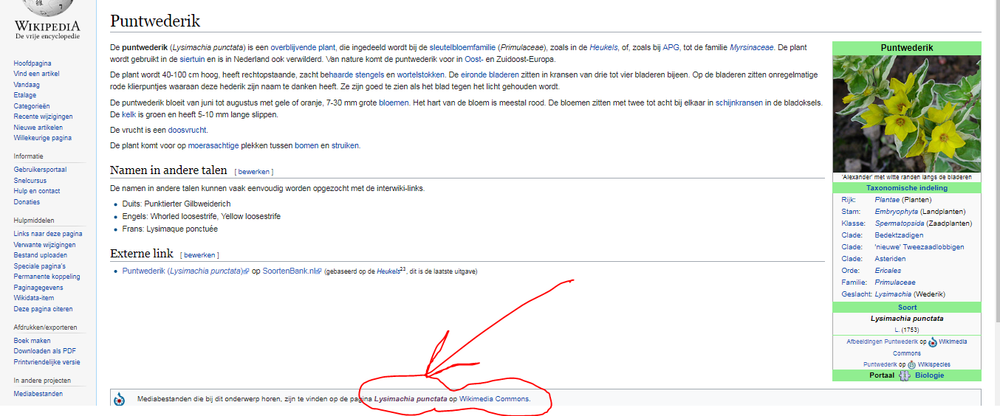 WIKIPEDIA
De vrije encyclopedie
Hoofdpagina
Vind een artikel
Vandaag
Etalage
Categorieën
Recente wijzigingen
Nieuwe artikelen
Willekeurige pagina
Informatie
Gebruikersportaal
Snelcursus
Hulp en contact
Donaties
Hulpmiddelen
Links naar deze pagina
Verwante wijzigingen
Bestand uploaden
Speciale pagina's
Permanente koppeling
Paginagegevens
Wikidata-item
Deze pagina citeren
Afdrukken/exporteren
Boek maken
Downloaden als PDF
Printvriendelijke versie
In andere projecten
Mediabestanden
Puntwederik
De puntwederik (Lysimachia punctata) is een overblijvende plant, die ingedeeld wordt bij de sleutelbloemfamilie (Primulaceae), zoals in de Heukels, of, zoals bij APG, tot de familie Myrsinaceae. De plant
wordt gebruikt in de siertuin en is in Nederland ook verwilderd. Van nature komt de puntwederik voor in Oost- en Zuidoost-Europa.
De plant wordt 40-100 cm hoog, heeft rechtopstaande, zacht behaarde stengels en wortelstokken. De eironde bladeren zitten in kransen van drie tot vier bladeren bijeen. Op de bladeren zitten onregelmatige
rode klierpuntjes waaraan deze hederik zijn naam te danken heeft. Ze zijn goed te zien als het blad tegen het licht gehouden wordt.
De puntwederik bloeit van juni tot augustus met gele of oranje, 7-30 mm grote bloemen. Het hart van de bloem is meestal rood. De bloemen zitten met twee tot acht bij elkaar in schijnkransen in de bladoksels.
De kelk is groen en heeft 5-10 mm lange slippen.
De vrucht is een doosvrucht.
De plant komt voor op moerasachtige plekken tussen bomen en struiken.
Namen in andere talen [ bewerken ]
De namen in andere talen kunnen vaak eenvoudig worden opgezocht met de interwiki-links.
• Duits: Punktierter Gilbweiderich
• Engels: Whorled loosestrife, Yellow loosestrife
• Frans: Lysimaque ponctuée
Externe link [ bewerken ]
• Puntwederik (Lysimachia punctata) op SoortenBank.nl (gebaseerd op de Heukels23, dit is de laatste uitgave)
Puntwederik
'Alexander' met witte randen langs de bladeren
Taxonomische indeling
Rijk: Plantae (Planten)
Stam: Embryophyta (Landplanten)
Klasse: Spermatopsida (Zaadplanten)
Clade: Bedektzadigen
Clade: 'nieuwe' Tweezaadlobbigen
Clade: Asteriden
Orde: Ericales
Familie: Primulaceae
Geslacht: Lysimachia (Wederik)
Soort
Lysimachia punctata
L. (1753)
Afbeeldingen Puntwederik op Wikimedia
Commons
Puntwederik op Wikispecies
Portaal Biologie
Mediabestanden die bij dit onderwerp horen, zijn te vinden op de pagina Lysimachia punctata op Wikimedia Commons.